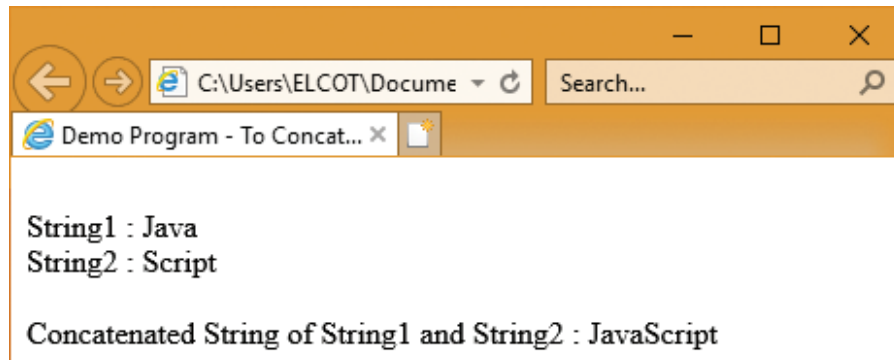 C:\Users\ELCOT\Docume
Search...
Demo Program - To Concat...
String1 : Java
String2 : Script
Concatenated String of String1 and String2 : JavaScript